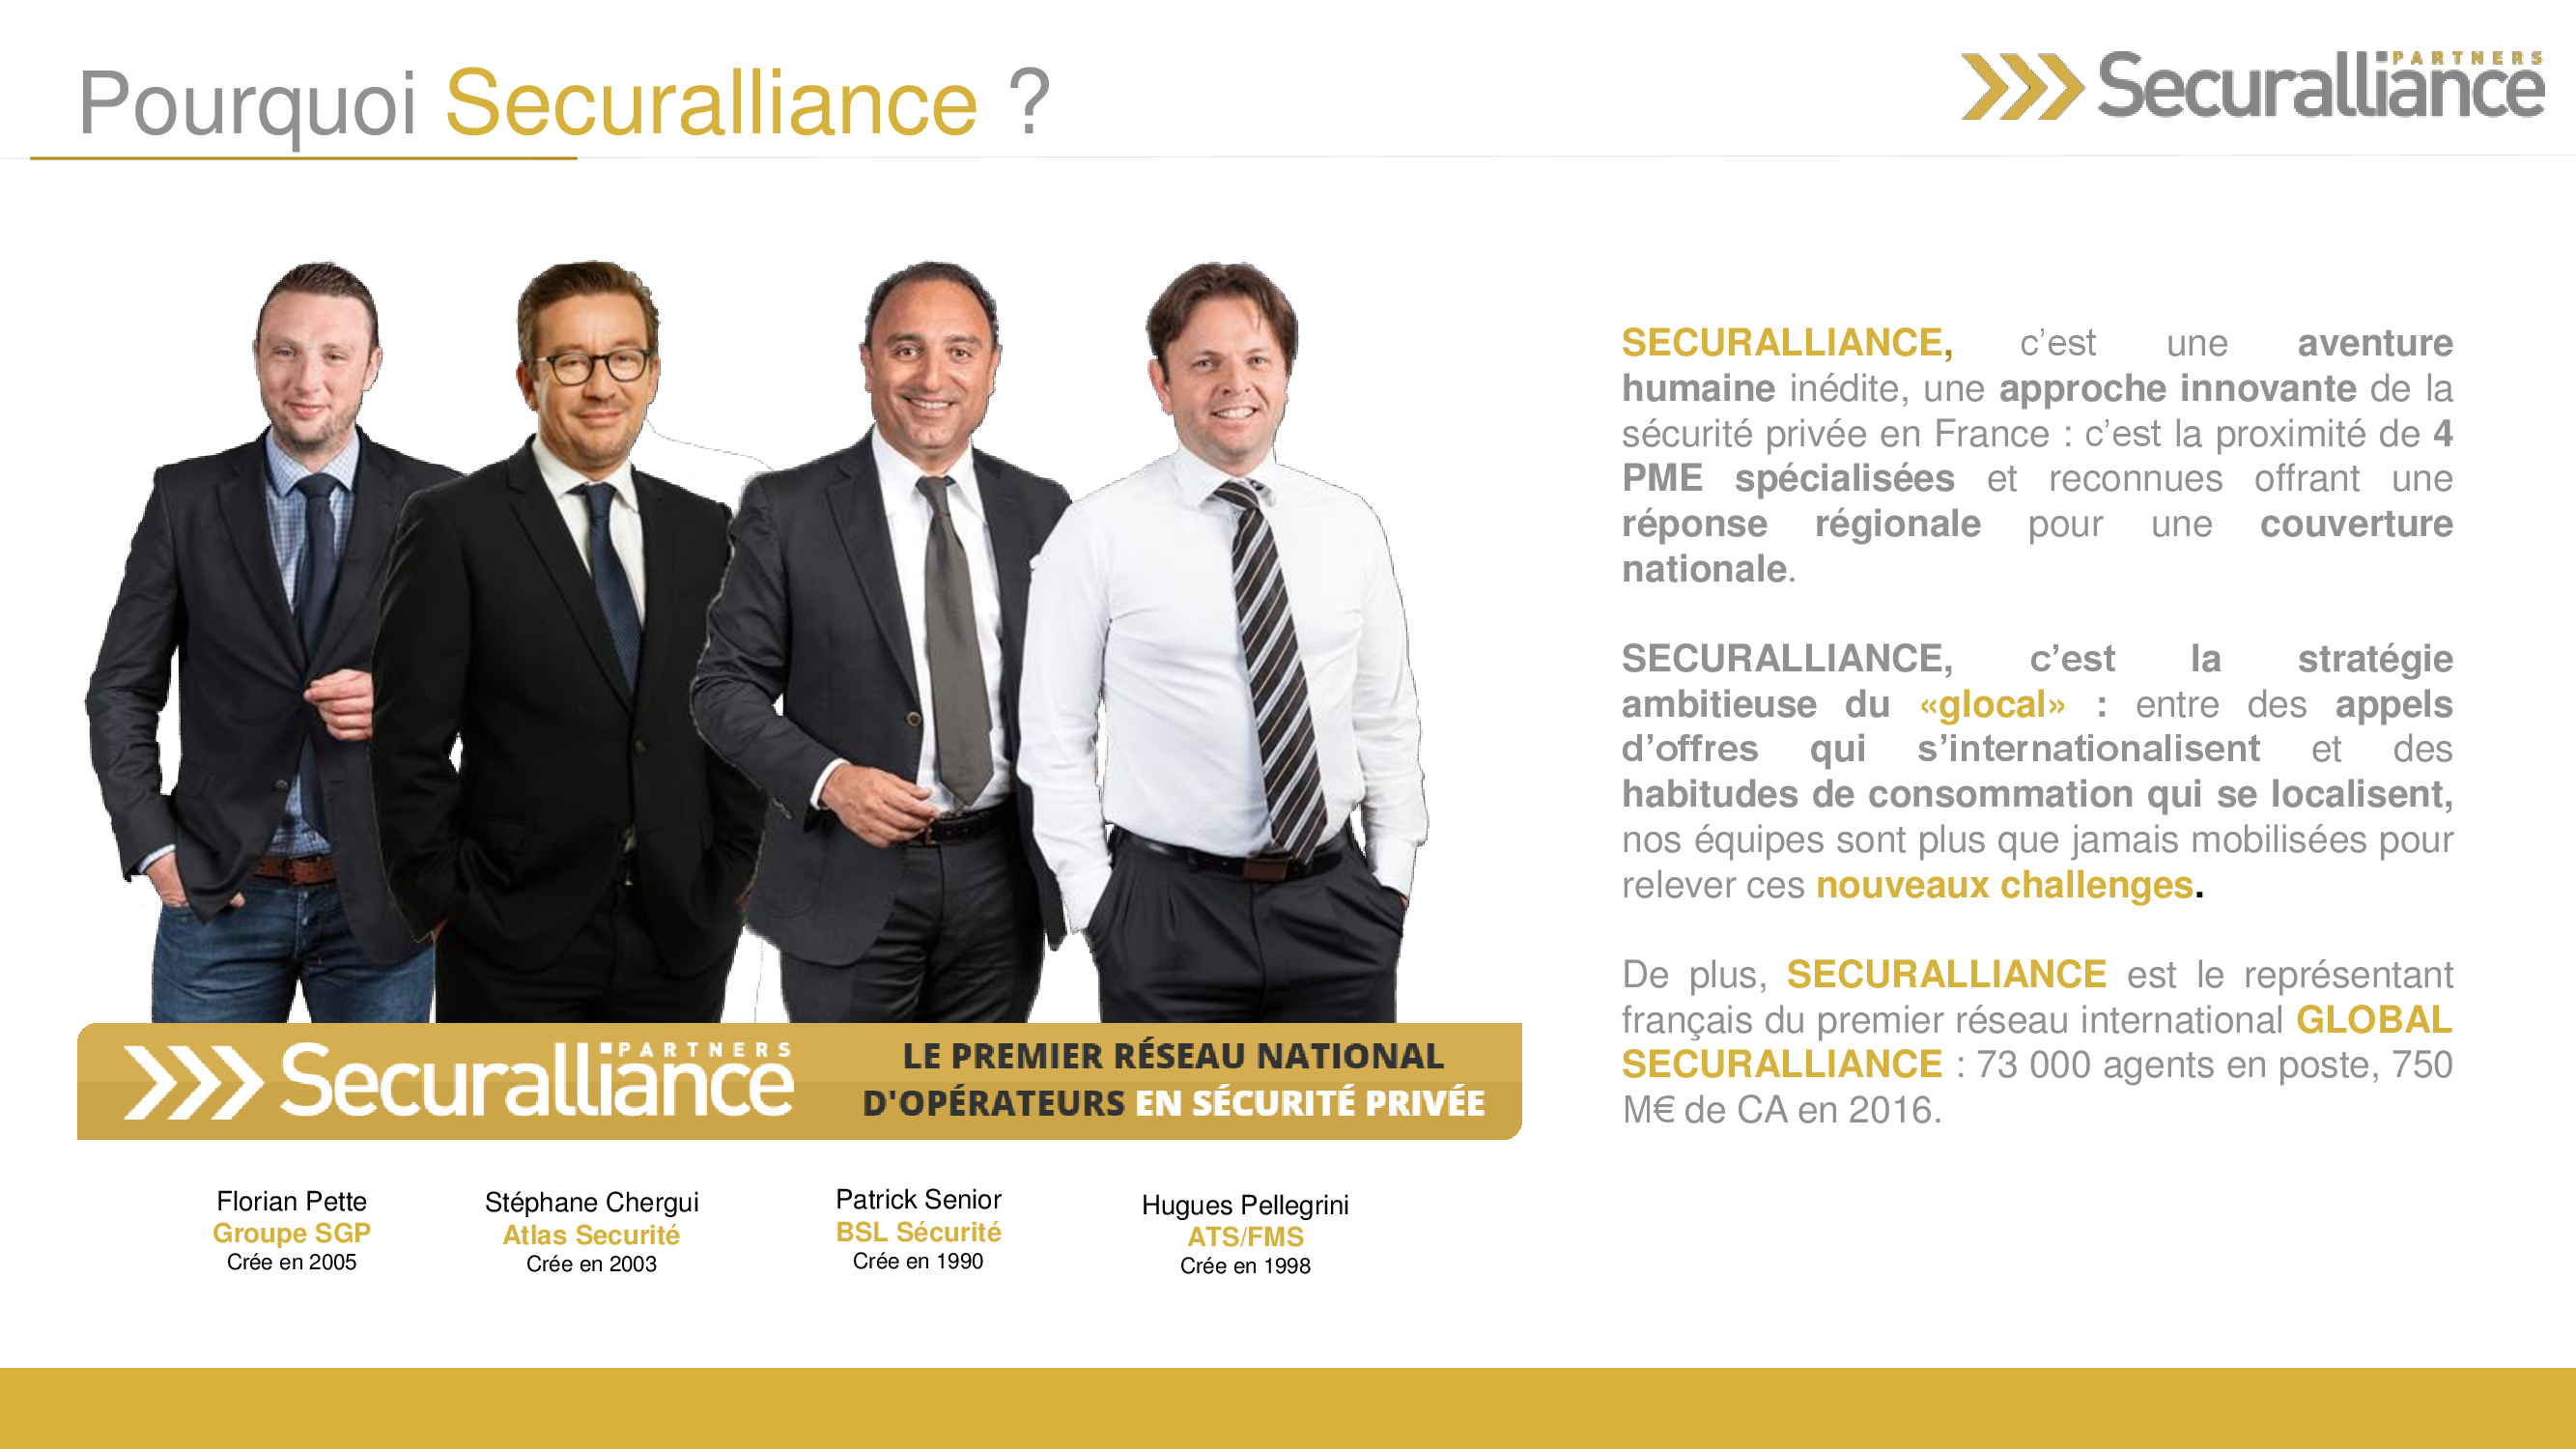 Pourquoi Securalliance ?
PARTNERS
Securalliance
SECURALLIANCE, c’est une aventure
humaine inédite, une approche innovante de la
sécurité privée en France : c’est la proximité de 4
PME spécialisées et reconnues offrant une
réponse régionale pour une couverture
nationale.
SECURALLIANCE, c’est la stratégie
ambitieuse du «glocal» : entre des appels
d’offres qui s’internationalisent et des
habitudes de consommation qui se localisent,
nos équipes sont plus que jamais mobilisées pour
relever ces nouveaux challenges.
De plus, SECURALLIANCE est le représentant
français du premier réseau international GLOBAL
SECURALLIANCE : 73 000 agents en poste, 750
M€ de CA en 2016.
PARTNERS
Securalliance
LE PREMIER RÉSEAU NATIONAL
D'OPÉRATEURS EN SÉCURITÉ PRIVÉE
Florian Pette
Groupe SGP
Crée en 2005
Stéphane Chergui
Atlas Securité
Crée en 2003
Patrick Senior
BSL Sécurité
Crée en 1990
Hugues Pellegrini
ATS/FMS
Crée en 1998